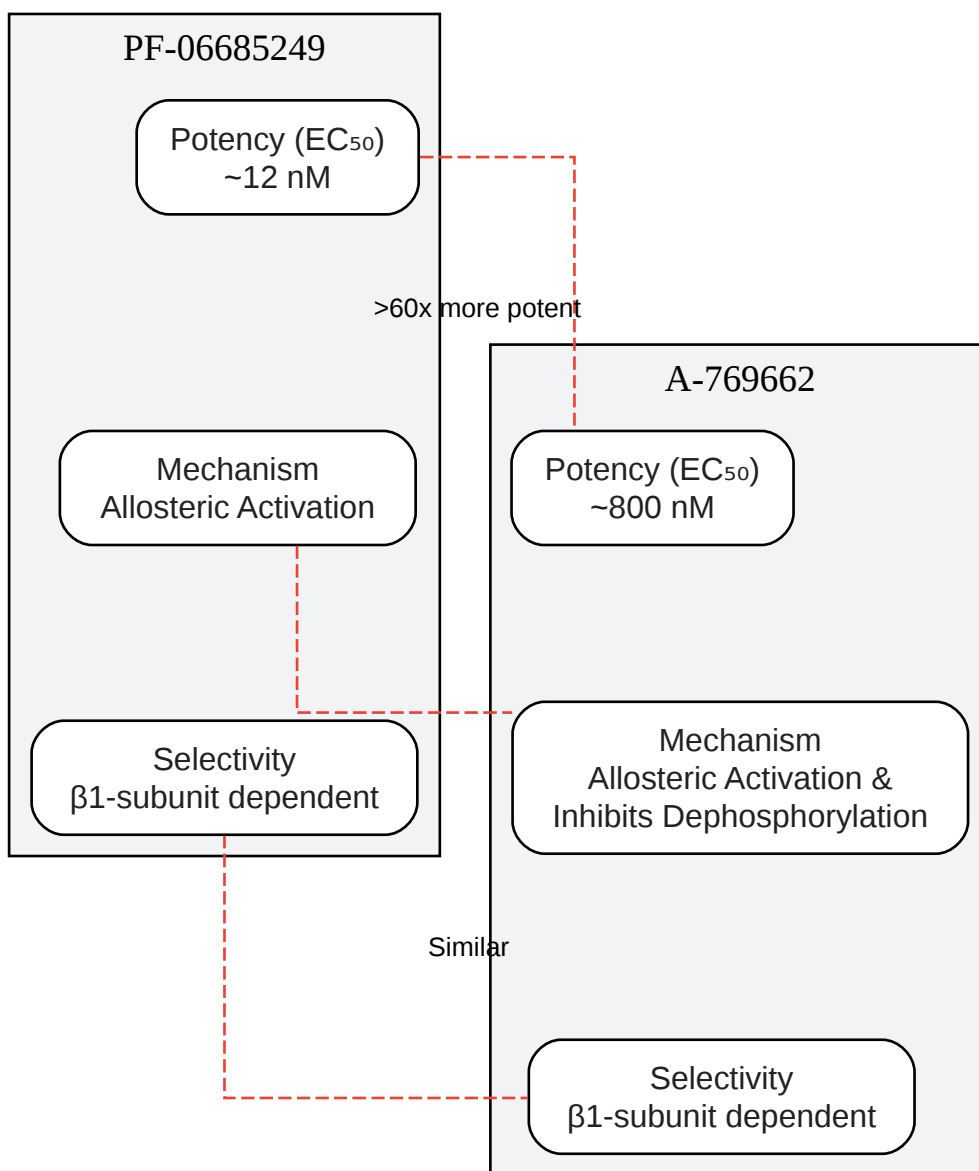 PF-06685249
Potency (EC₅₀)
~12 nM
>60x more potent
A-769662
Mechanism
Allosteric Activation
Potency (EC₅₀)
~800 nM
Selectivity
β1-subunit dependent
Mechanism
Allosteric Activation &
Inhibits Dephosphorylation
Similar
Selectivity
β1-subunit dependent